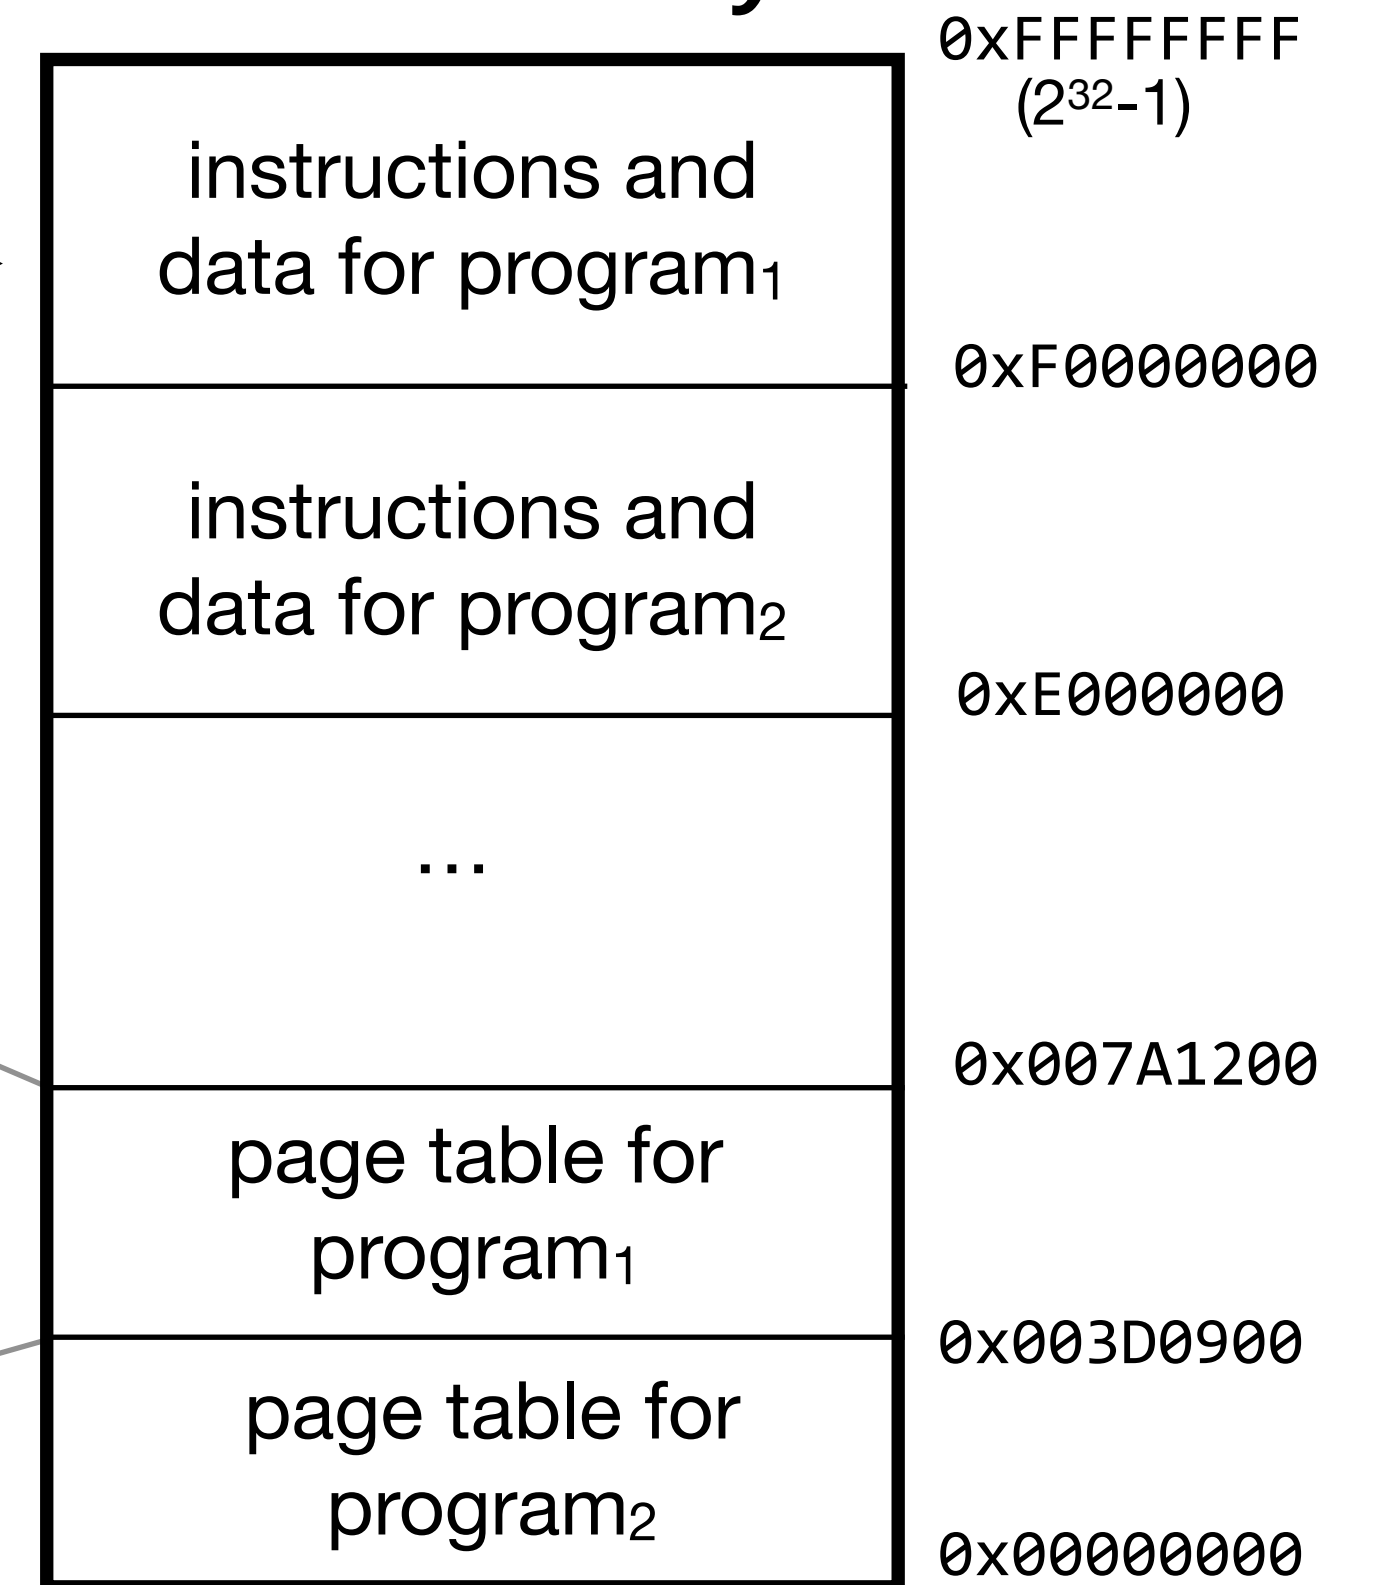 0xFFFFFFFF
(2³²-1)
instructions and
data for program₁
0xF0000000
instructions and
data for program₂
0xE000000
...
0x007A1200
page table for
program₁
0x003D0900
page table for
program₂
0x00000000